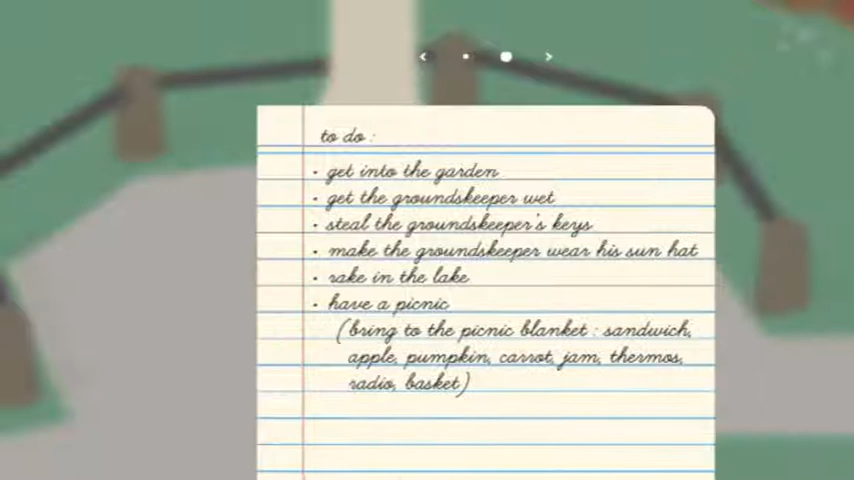 to do :
• get into the garden
• get the groundskeeper wet
• steal the groundskeeper's keys
• make the groundskeeper wear his sun hat
• rake in the lake
• have a picnic
(bring to the picnic blanket : sandwich,
apple, pumpkin, carrot, jam, thermos,
radio, basket)